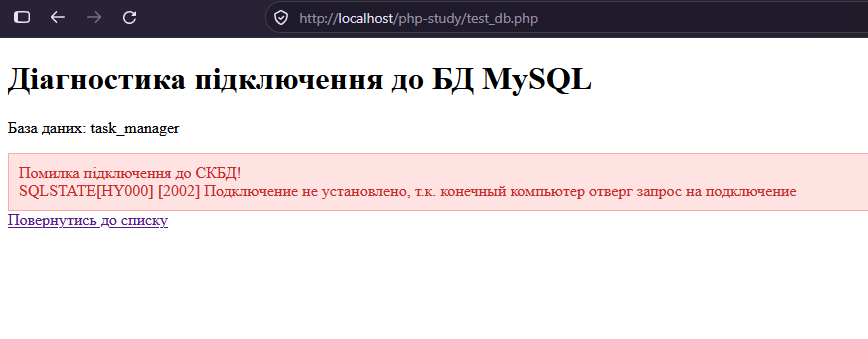 http://localhost/php-study/test_db.php
Діагностика підключення до БД MySQL
База даних: task_manager
Помилка підключення до СКБД!
SQLSTATE[HY000] [2002] Подключение не установлено, т.к. конечный компьютер отверг запрос на подключение
Повернутись до списку